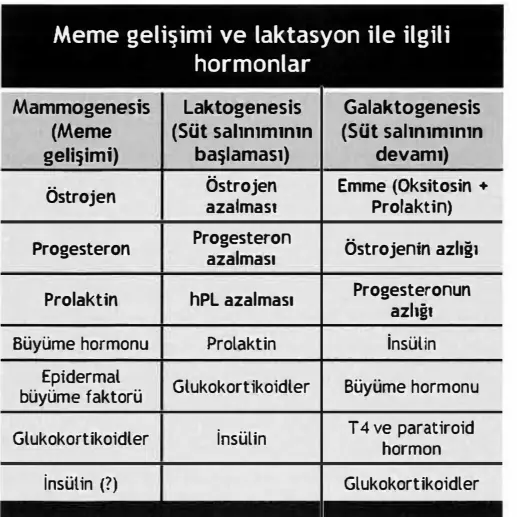 Meme gelişimi ve laktasyon ile ilgili
hormonlar
Mammogenesis
(Meme
gelişimi)
Laktogenesis
(Süt salınımının
başlaması)
Galaktogenesis
(Süt salınımının
devamı)
Östrojen
Östrojen
azalması
Emme (Oksitosin +
Prolaktin)
Progesteron
Progesteron
azalması
Östrojenin azlığı
Prolaktin
hPL azalması
Progesteronun
azlığı
Büyüme hormonu
Prolaktin
İnsülin
Epidermal
büyüme faktorü
Glukokortikoidler
Büyüme hormonu
Glukokortikoidler
İnsülin
T4 ve paratiroid
hormon
İnsülin (?)
Glukokortikoidler